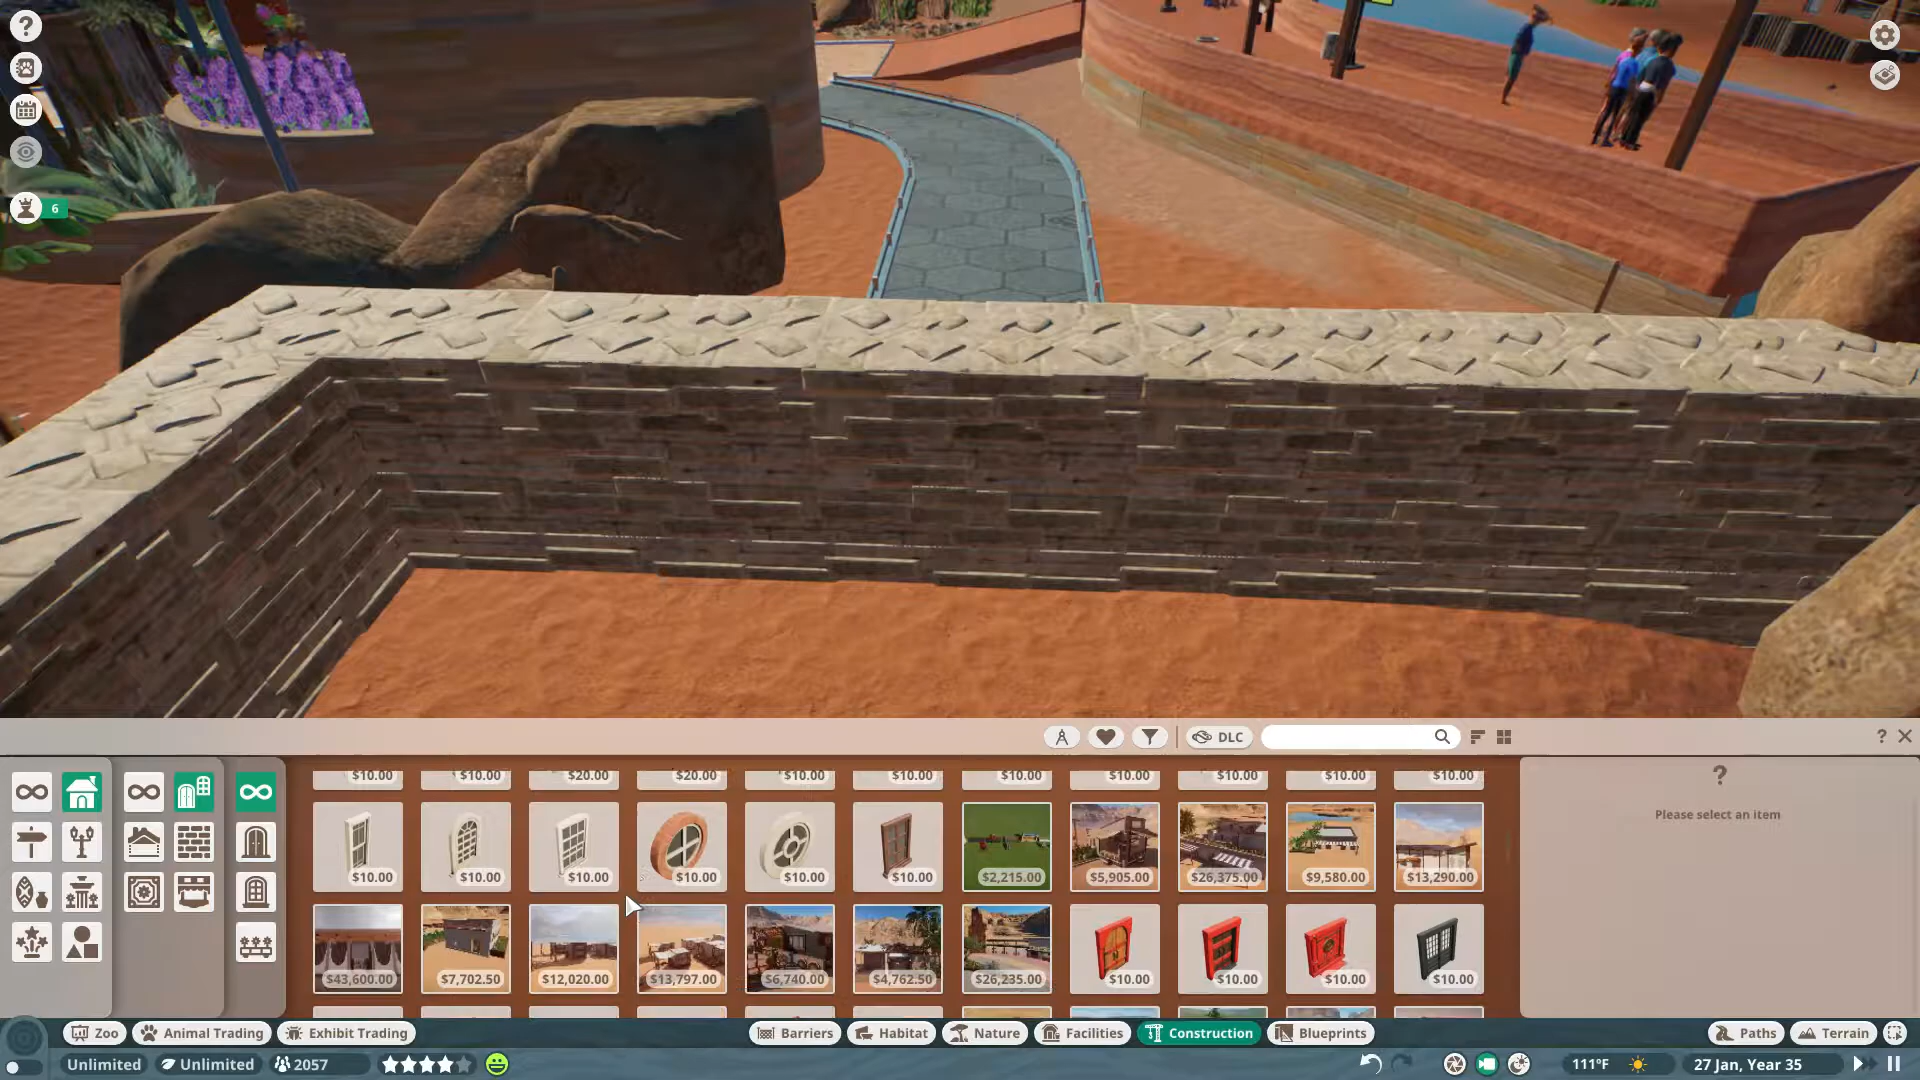 ?
6
DLC
?
?
Please select an item
$10.00 $10.00 $20.00 $20.00 $10.00 $10.00 $10.00 $10.00 $10.00 $10.00 $10.00
$10.00 $10.00 $10.00 $10.00 $10.00 $10.00 $2,215.00 $5,905.00 $26,375.00 $9,580.00 $13,290.00
$43,600.00 $7,702.50 $12,020.00 $13,797.00 $6,740.00 $4,762.50 $26,235.00 $10.00 $10.00 $10.00 $10.00
Zoo Animal Trading Exhibit Trading Barriers Habitat Nature Facilities Construction Blueprints Paths Terrain
Unlimited Unlimited 2057 111°F 27 Jan, Year 35